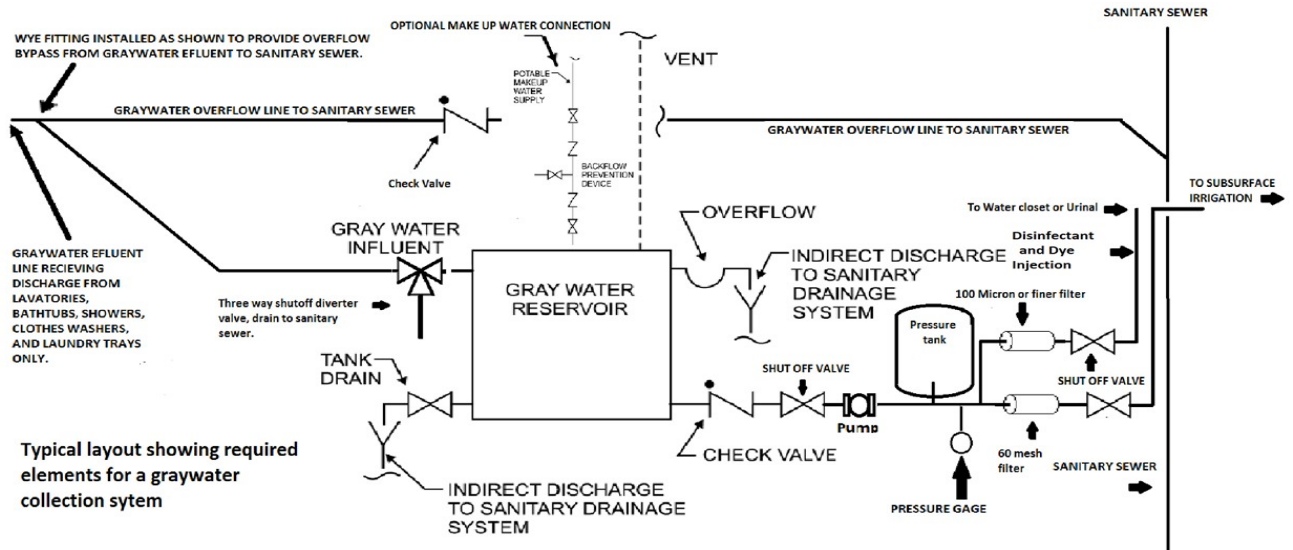 SANITARY SEWER
OPTIONAL MAKE UP WATER CONNECTION
WYE FITTING INSTALLED AS SHOWN TO PROVIDE OVERFLOW
BYPASS FROM GRAYWATER EFLUENT TO SANITARY SEWER.
VENT
POTABLE
MAKEUP
WATER
SUPPLY
GRAYWATER OVERFLOW LINE TO SANITARY SEWER
GRAYWATER OVERFLOW LINE TO SANITARY SEWER
Check Valve
BACKFLOW
PREVENTION
DEVICE
TO SUBSURFACE
IRRIGATION
To Water closet or Urinal
OVERFLOW
GRAY WATER
INFLUENT
Disinfectant
and Dye
Injection
GRAYWATER EFLUENT
LINE RECIEVING
DISCHARGE FROM
LAVATORIES,
BATHTUBS, SHOWERS,
CLOTHES WASHERS,
AND LAUNDRY TRAYS
ONLY.
INDIRECT DISCHARGE
TO SANITARY
DRAINAGE
SYSTEM
GRAY WATER
RESERVOIR
100 Micron or finer filter
Three way shutoff diverter
valve, drain to sanitary
sewer.
Pressure
tank
TANK
DRAIN
SHUT OFF VALVE
SHUT OFF VALVE
Pump
Typical layout showing required
elements for a graywater
collection sytem
CHECK VALVE
60 mesh
filter
SANITARY SEWER
INDIRECT DISCHARGE
TO SANITARY DRAINAGE
SYSTEM
PRESSURE GAGE